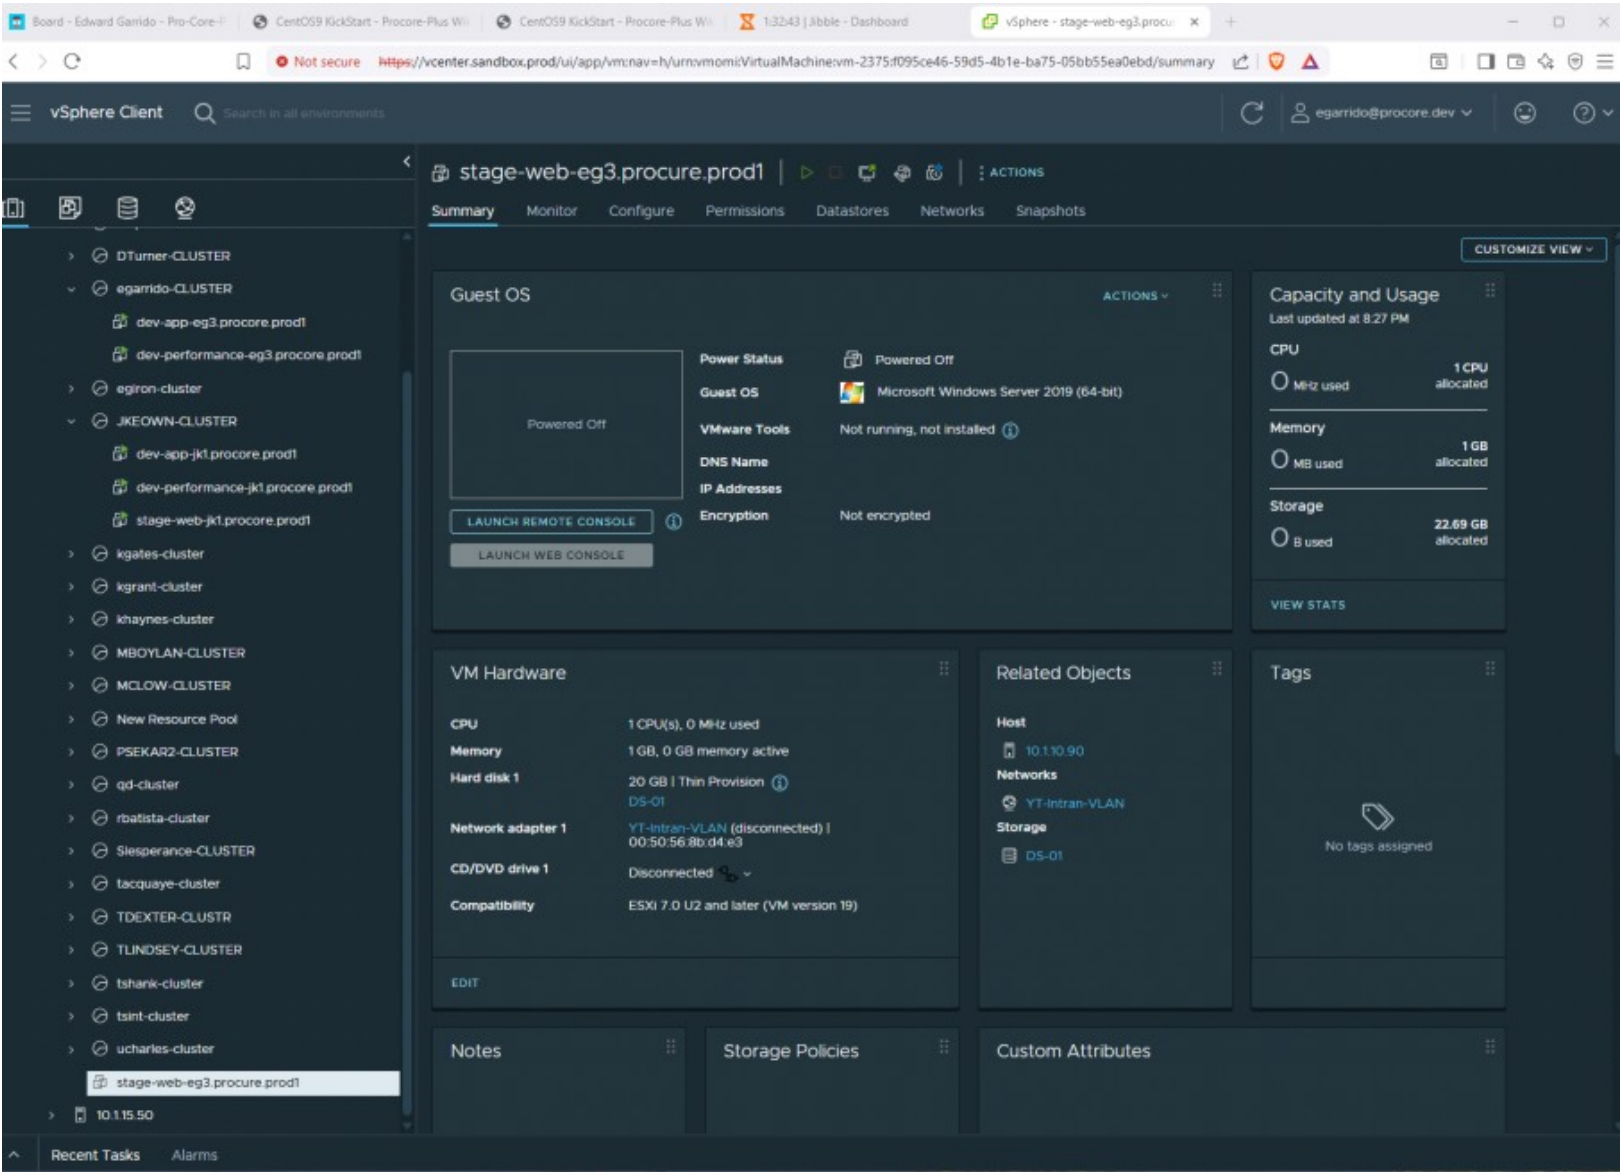 Board - Edward Garrido - Pro-Core-P
CentOS9 KickStart - Procore-Plus Wi
CentOS9 KickStart - Procore-Plus Wi
1:32:43 | Jibble - Dashboard
vSphere - stage-web-eg3.procu
Not secure https://vcenter.sandbox.prod/ui/app/vm;nav=h/urn:vmomi:VirtualMachine:vm-2375:f095ce46-59d5-4b1e-ba75-05bb55ea0ebd/summary
vSphere Client
Search in all environments
egarrido@procore.dev
stage-web-eg3.procure.prod1
ACTIONS
Summary Monitor Configure Permissions Datastores Networks Snapshots
CUSTOMIZE VIEW
DTurner-CLUSTER
egarrido-CLUSTER
dev-app-eg3.procore.prod1
dev-performance-eg3.procore.prod1
egiron-cluster
JKEOWN-CLUSTER
dev-app-jk1.procore.prod1
dev-performance-jk1.procore.prod1
stage-web-jk1.procore.prod1
kgates-cluster
kgrant-cluster
khaynes-cluster
MBOYLAN-CLUSTER
MCLOW-CLUSTER
New Resource Pool
PSEKAR2-CLUSTER
qd-cluster
rbatista-cluster
Slesperance-CLUSTER
tacquaye-cluster
TDEXTER-CLUSTR
TLINDSEY-CLUSTER
tshank-cluster
tsint-cluster
ucharles-cluster
stage-web-eg3.procure.prod1
10.1.15.50
Guest OS
ACTIONS
Powered Off
LAUNCH REMOTE CONSOLE
LAUNCH WEB CONSOLE
Power Status Powered Off
Guest OS Microsoft Windows Server 2019 (64-bit)
VMware Tools Not running, not installed
DNS Name
IP Addresses
Encryption Not encrypted
Capacity and Usage
Last updated at 8:27 PM
CPU
0 MHz used 1 CPU allocated
Memory
0 MB used 1 GB allocated
Storage
0 B used 22.69 GB allocated
VIEW STATS
VM Hardware
CPU 1 CPU(s), 0 MHz used
Memory 1 GB, 0 GB memory active
Hard disk 1 20 GB | Thin Provision
DS-01
Network adapter 1 YT-Intran-VLAN (disconnected) |
00:50:56:8b:d4:e3
CD/DVD drive 1 Disconnected
Compatibility ESXi 7.0 U2 and later (VM version 19)
EDIT
Related Objects
Host
10.1.10.90
Networks
YT-Intran-VLAN
Storage
DS-01
Tags
No tags assigned
Notes
Storage Policies
Custom Attributes
Recent Tasks Alarms